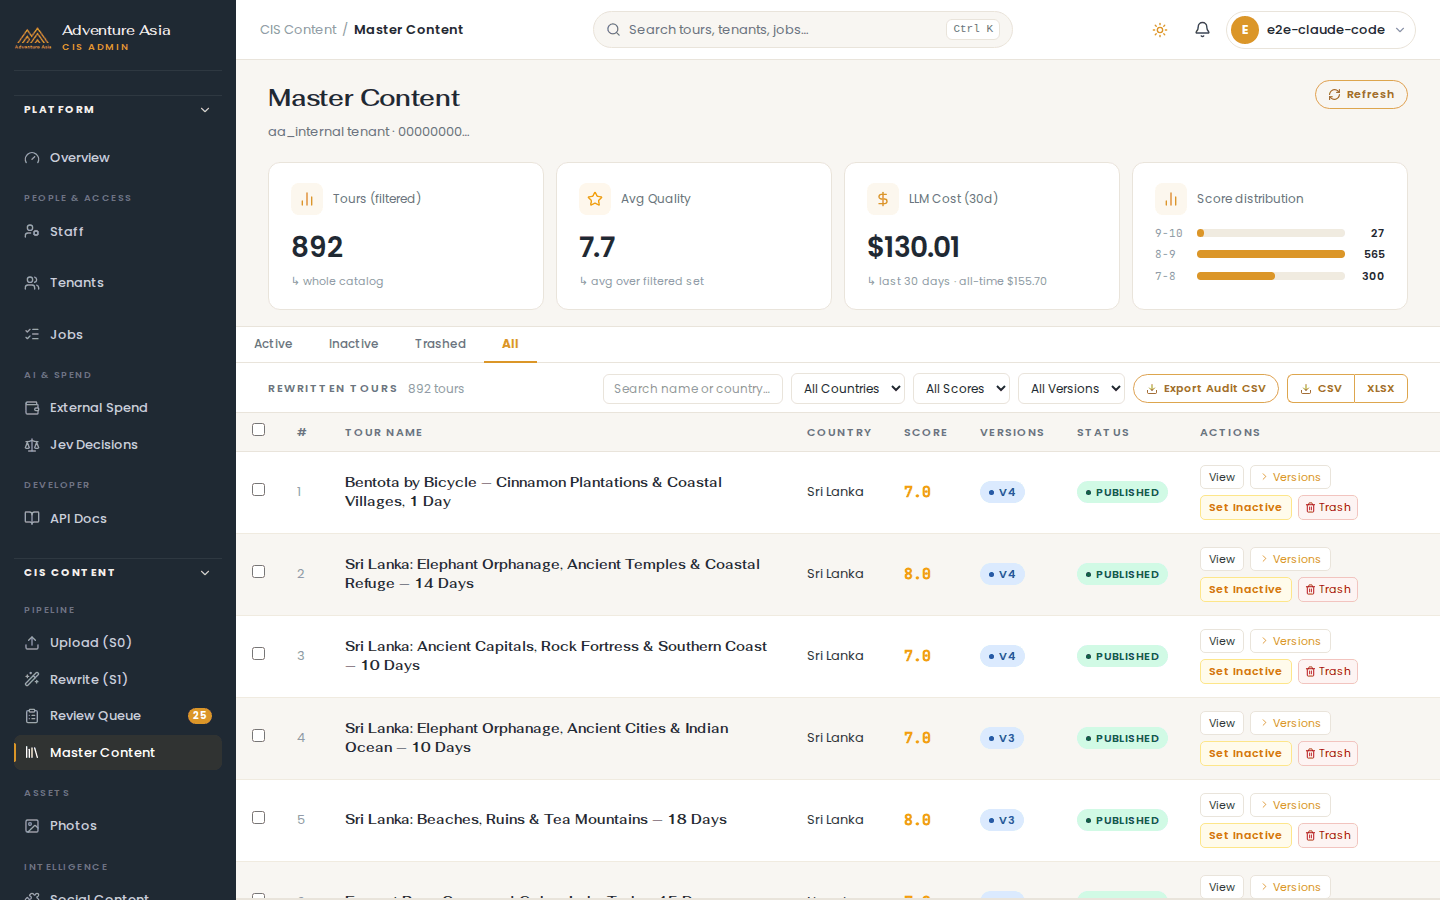 Adventure Asia
CIS ADMIN
Adventure Asia
PLATFORM
Overview
PEOPLE & ACCESS
Staff
Tenants
Jobs
AI & SPEND
External Spend
Jev Decisions
DEVELOPER
API Docs
CIS CONTENT
PIPELINE
Upload (S0)
Rewrite (S1)
Review Queue 25
Master Content
ASSETS
Photos
INTELLIGENCE
Social Content
CIS Content / Master Content
Search tours, tenants, jobs... Ctrl K
E e2e-claude-code
Master Content
Refresh
aa_internal tenant · 00000000…
Tours (filtered)
892
↳ whole catalog
Avg Quality
7.7
↳ avg over filtered set
LLM Cost (30d)
$130.01
↳ last 30 days · all-time $155.70
Score distribution
9-10 27
8-9 565
7-8 300
Active Inactive Trashed All
REWRITTEN TOURS 892 tours
Search name or country... All Countries All Scores All Versions Export Audit CSV CSV XLSX
# TOUR NAME COUNTRY SCORE VERSIONS STATUS ACTIONS
1 Bentota by Bicycle — Cinnamon Plantations & Coastal Villages, 1 Day Sri Lanka 7.0 V4 PUBLISHED View Versions Set Inactive Trash
2 Sri Lanka: Elephant Orphanage, Ancient Temples & Coastal Refuge — 14 Days Sri Lanka 8.0 V4 PUBLISHED View Versions Set Inactive Trash
3 Sri Lanka: Ancient Capitals, Rock Fortress & Southern Coast — 10 Days Sri Lanka 7.0 V4 PUBLISHED View Versions Set Inactive Trash
4 Sri Lanka: Elephant Orphanage, Ancient Cities & Indian Ocean — 10 Days Sri Lanka 7.0 V3 PUBLISHED View Versions Set Inactive Trash
5 Sri Lanka: Beaches, Ruins & Tea Mountains — 18 Days Sri Lanka 8.0 V3 PUBLISHED View Versions Set Inactive Trash
View Versions